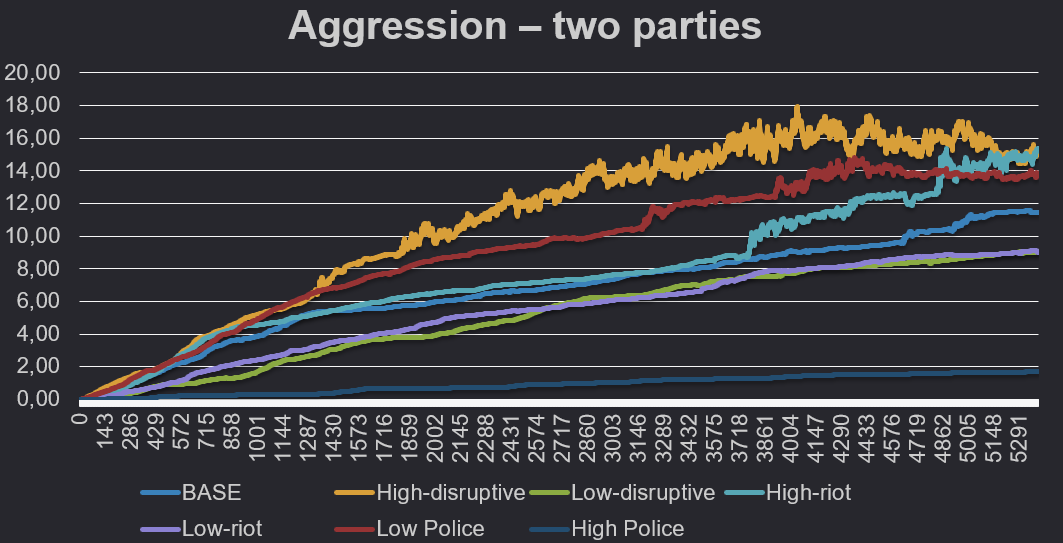 Aggression – two parties
20,00
18,00
16,00
14,00
12,00
10,00
8,00
6,00
4,00
2,00
0,00
0 143 286 429 572 715 858 1001 1144 1287 1430 1573 1716 1859 2002 2145 2288 2431 2574 2717 2860 3003 3146 3289 3432 3575 3718 3861 4004 4147 4290 4433 4576 4719 4862 5005 5148 5291
BASE High-disruptive Low-disruptive High-riot
Low-riot Low Police High Police